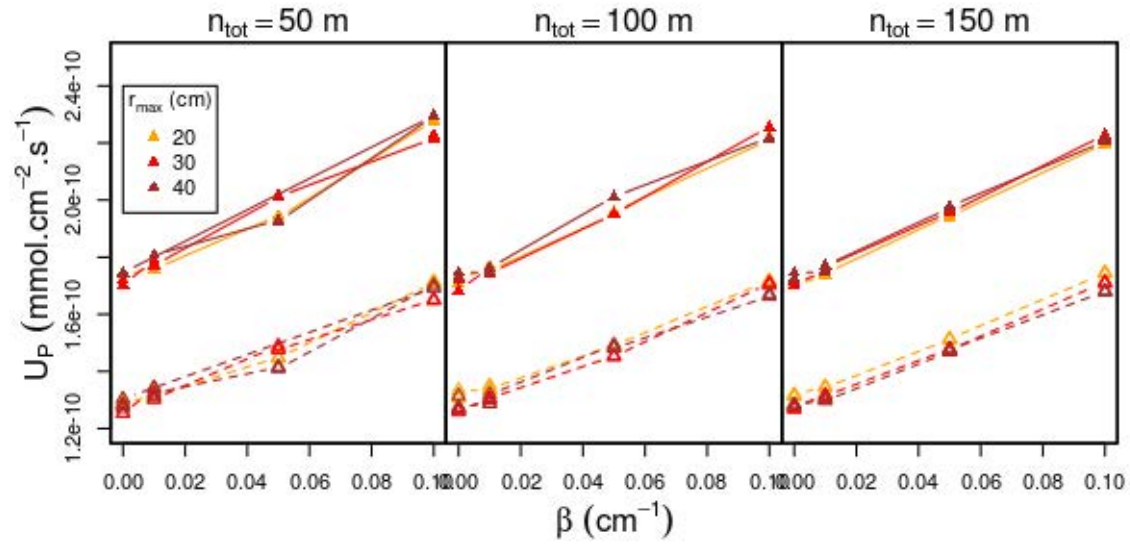 n_tot = 50 m
n_tot = 100 m
n_tot = 150 m
U_P (mmol.cm⁻².s⁻¹)
2.4e-10
2.0e-10
1.6e-10
1.2e-10
r_max (cm)
20
30
40
0.00 0.02 0.04 0.06 0.08 0.10
0.00 0.02 0.04 0.06 0.08 0.10
0.00 0.02 0.04 0.06 0.08 0.10
β (cm⁻¹)